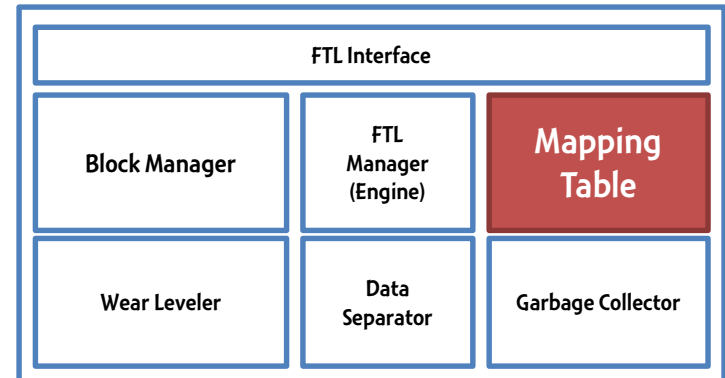 FTL Interface
Block Manager
FTL
Manager
(Engine)
Mapping
Table
Wear Leveler
Data
Separator
Garbage Collector